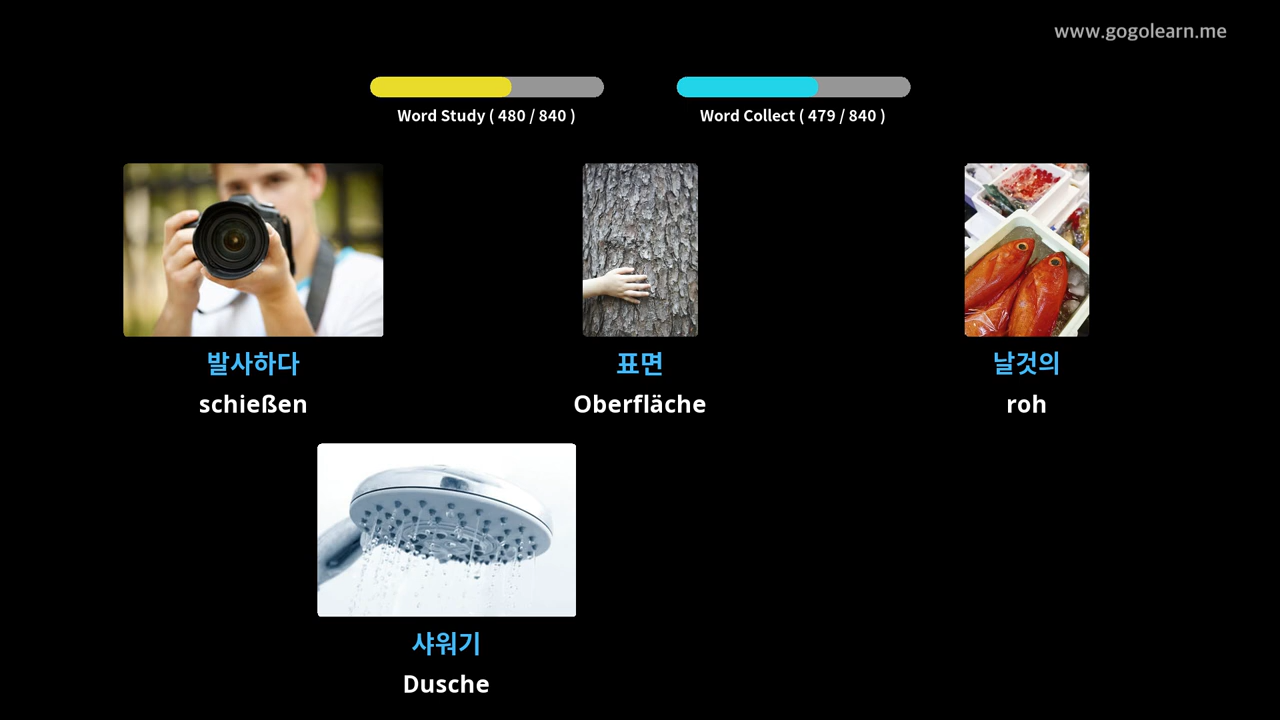 www.gogolearn.me
Word Study ( 480 / 840 )
Word Collect ( 479 / 840 )
발사하다
schießen
표면
Oberfläche
날것의
roh
샤워기
Dusche